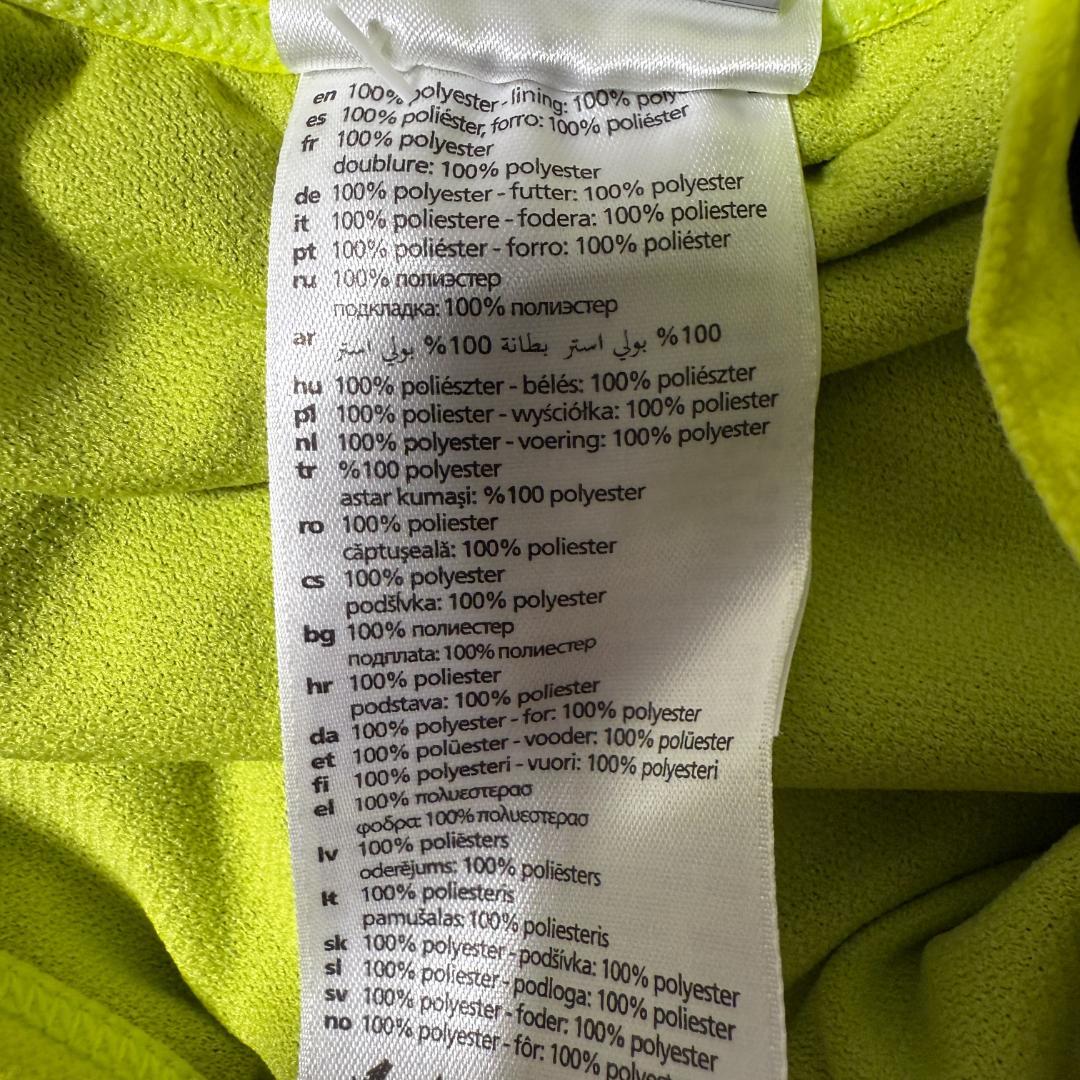 en 100% polyester - lining: 100%
es 100% poliéster, forro: 100% poliéster
fr 100% polyester
doublure: 100% polyester
de 100% polyester - futter: 100% polyester
it 100% poliestere - fodera: 100% poliestere
pt 100% poliéster - forro: 100% poliéster
ru 100% полиэстер
подкладка: 100% полиэстер
ar %100 بولي استر بطانة %100 بولي استر
hu 100% poliészter - bélés: 100% poliészter
pl 100% poliester - wyściółka: 100% poliester
nl 100% polyester - voering: 100% polyester
tr %100 polyester
astar kumaşi: %100 polyester
ro 100% poliester
căptuşeală: 100% poliester
cs 100% polyester
podšívka: 100% polyester
bg 100% полиестер
подплата: 100% полиестер
hr 100% poliester
podstava: 100% poliester
da 100% polyester - for: 100% polyester
et 100% polüester - vooder: 100% polüester
fi 100% polyesteri - vuori: 100% polyesteri
el 100% πολυεστερασ
φοδρα: 100% πολυεστερασ
lv 100% poliēsters
oderējums: 100% poliēsters
lt 100% poliesteris
pamušalas: 100% poliesteris
sk 100% polyester - podšívka: 100% polyester
sl 100% poliester - podloga: 100% poliester
sv 100% polyester - foder: 100% polyester
no 100% polyester - fôr: 100%